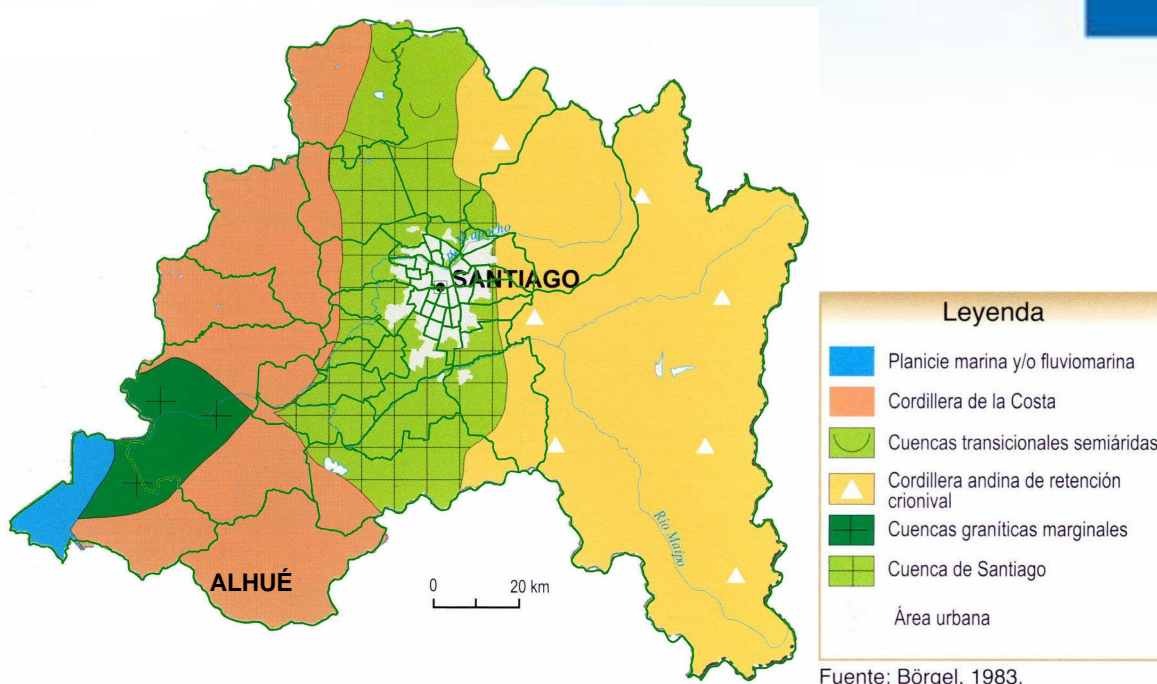 Mapocho
SANTIAGO
ALHUÉ
0 20 km
Río Maipo
Leyenda
Planicie marina y/o fluviomarina
Cordillera de la Costa
Cuencas transicionales semiáridas
Cordillera andina de retención
crionival
Cuencas graníticas marginales
Cuenca de Santiago
Área urbana
Fuente: Börgel, 1983.